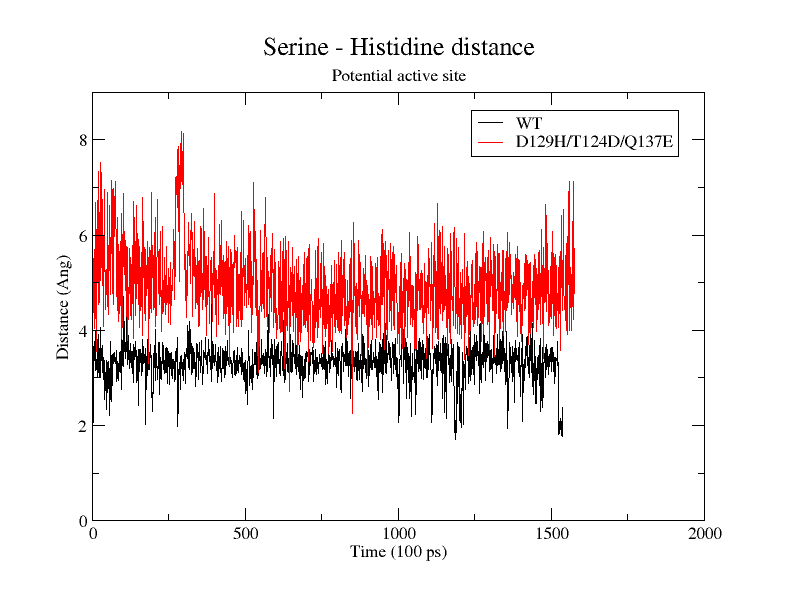 Serine - Histidine distance
Potential active site
WT
D129H/T124D/Q137E
8
6
4
2
0
Distance (Ang)
0 500 1000 1500 2000
Time (100 ps)